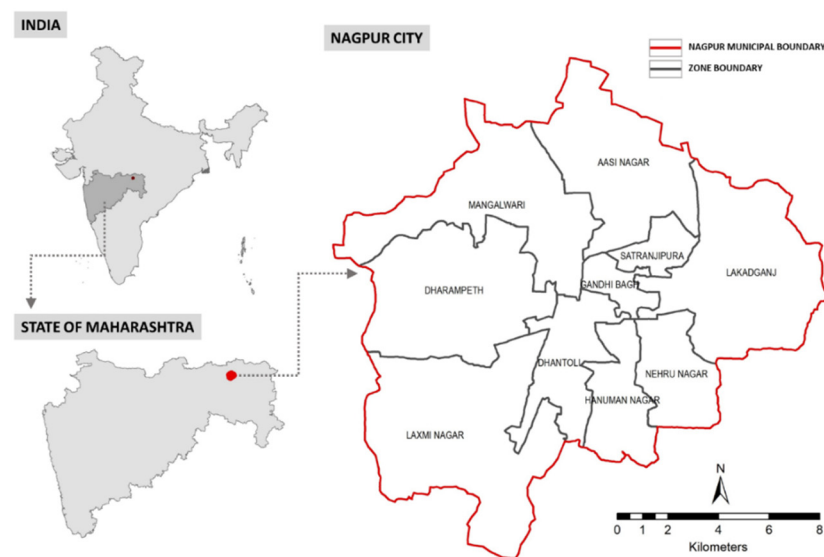 INDIA
NAGPUR CITY
NAGPUR MUNICIPAL BOUNDARY
ZONE BOUNDARY
AASI NAGAR
MANGALWARI
SATRANJIPURA
LAKADGANJ
DHARAMPETH
GANDHI BAGH
STATE OF MAHARASHTRA
DHANTOLI
NEHRU NAGAR
HANUMAN NAGAR
LAXMI NAGAR
N
0 1 2 4 6 8
Kilometers